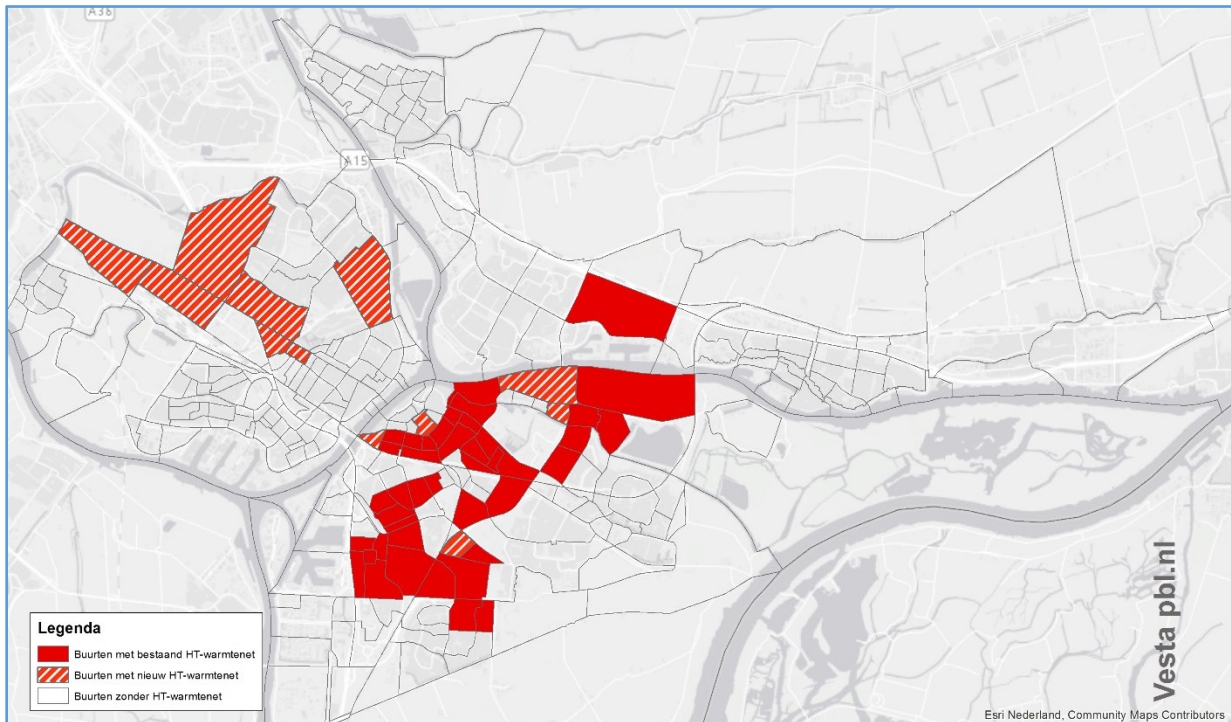 A38
A15
Legenda
Buurten met bestaand HT-warmtenet
Buurten met nieuw HT-warmtenet
Buurten zonder HT-warmtenet
Vesta pbl.nl
Esri Nederland, Community Maps Contributors